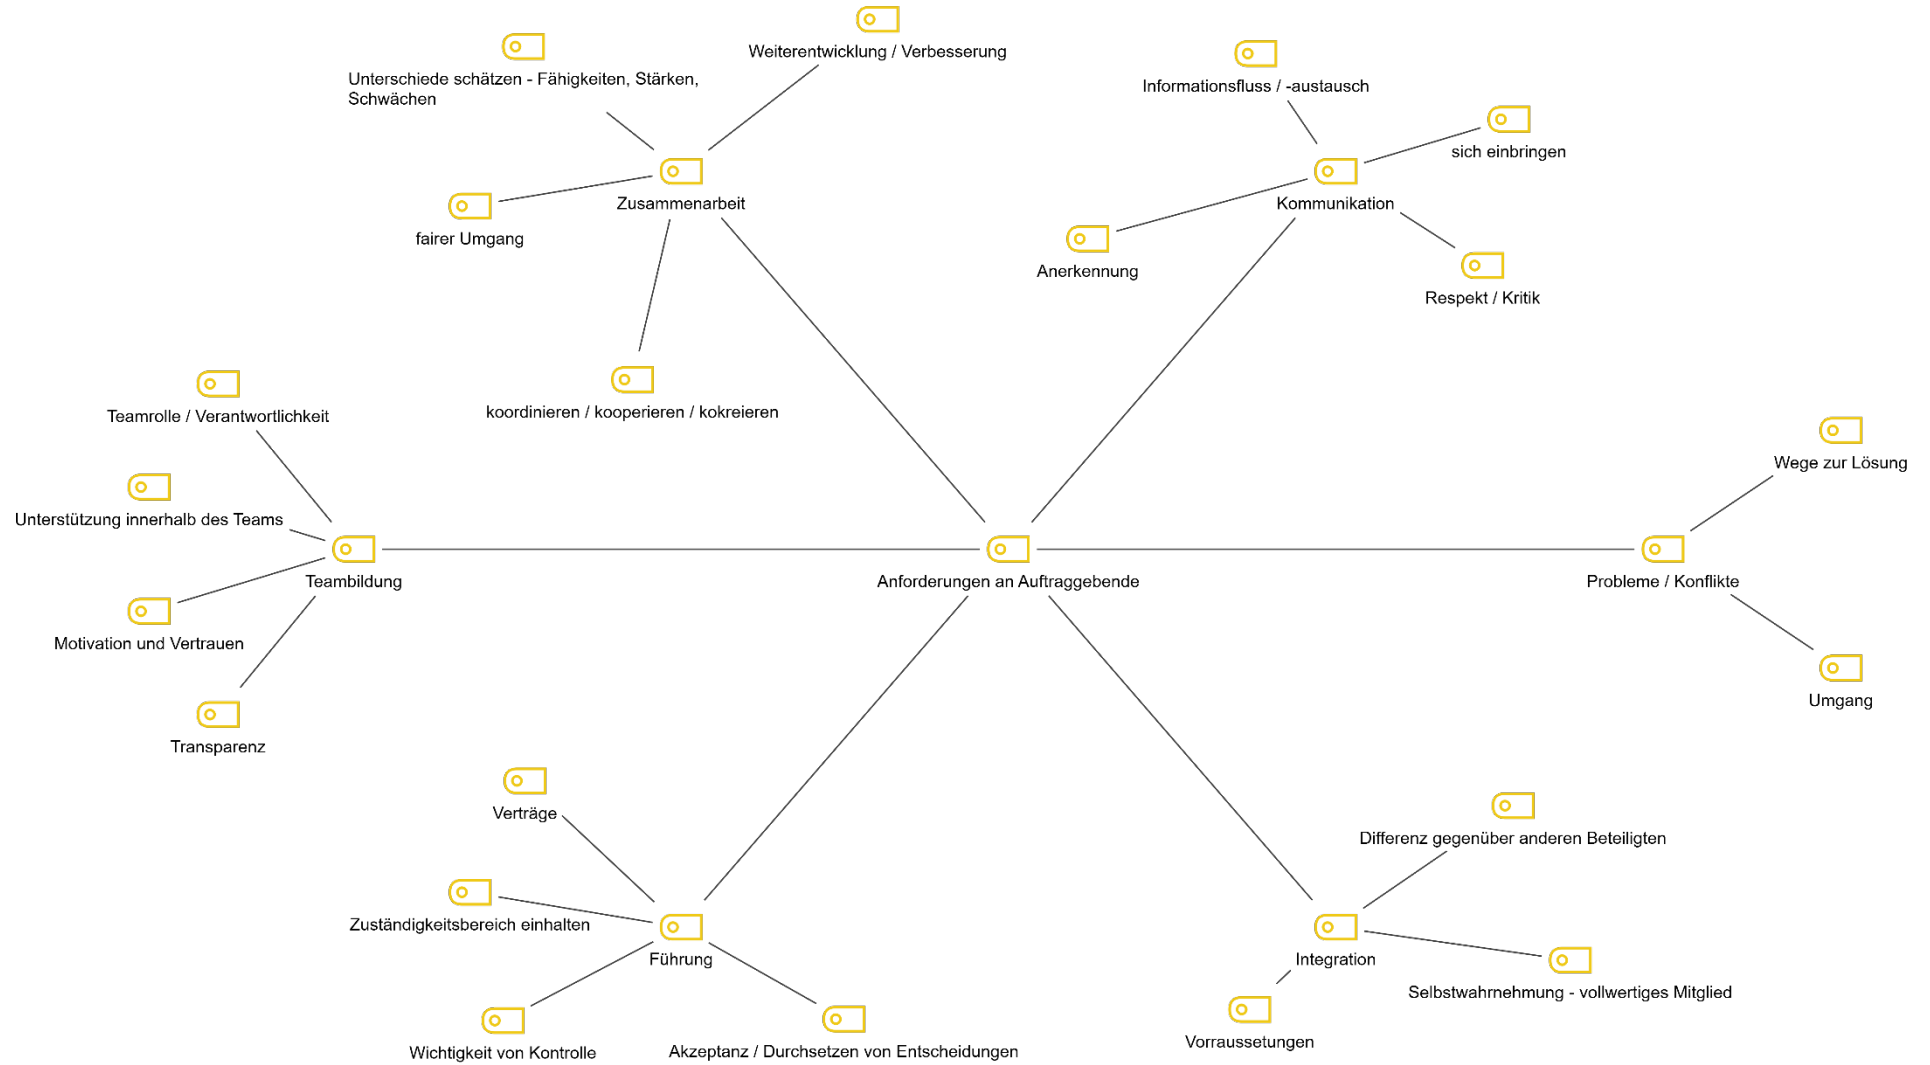 Weiterentwicklung / Verbesserung
Unterschiede schätzen - Fähigkeiten, Stärken,
Schwächen
Informationsfluss / -austausch
sich einbringen
Zusammenarbeit
Kommunikation
fairer Umgang
Anerkennung
Respekt / Kritik
Teamrolle / Verantwortlichkeit
koordinieren / kooperieren / kokreieren
Wege zur Lösung
Unterstützung innerhalb des Teams
Teambildung
Anforderungen an Auftraggebende
Probleme / Konflikte
Motivation und Vertrauen
Umgang
Transparenz
Verträge
Differenz gegenüber anderen Beteiligten
Zuständigkeitsbereich einhalten
Führung
Integration
Selbstwahrnehmung - vollwertiges Mitglied
Vorraussetungen
Wichtigkeit von Kontrolle
Akzeptanz / Durchsetzen von Entscheidungen